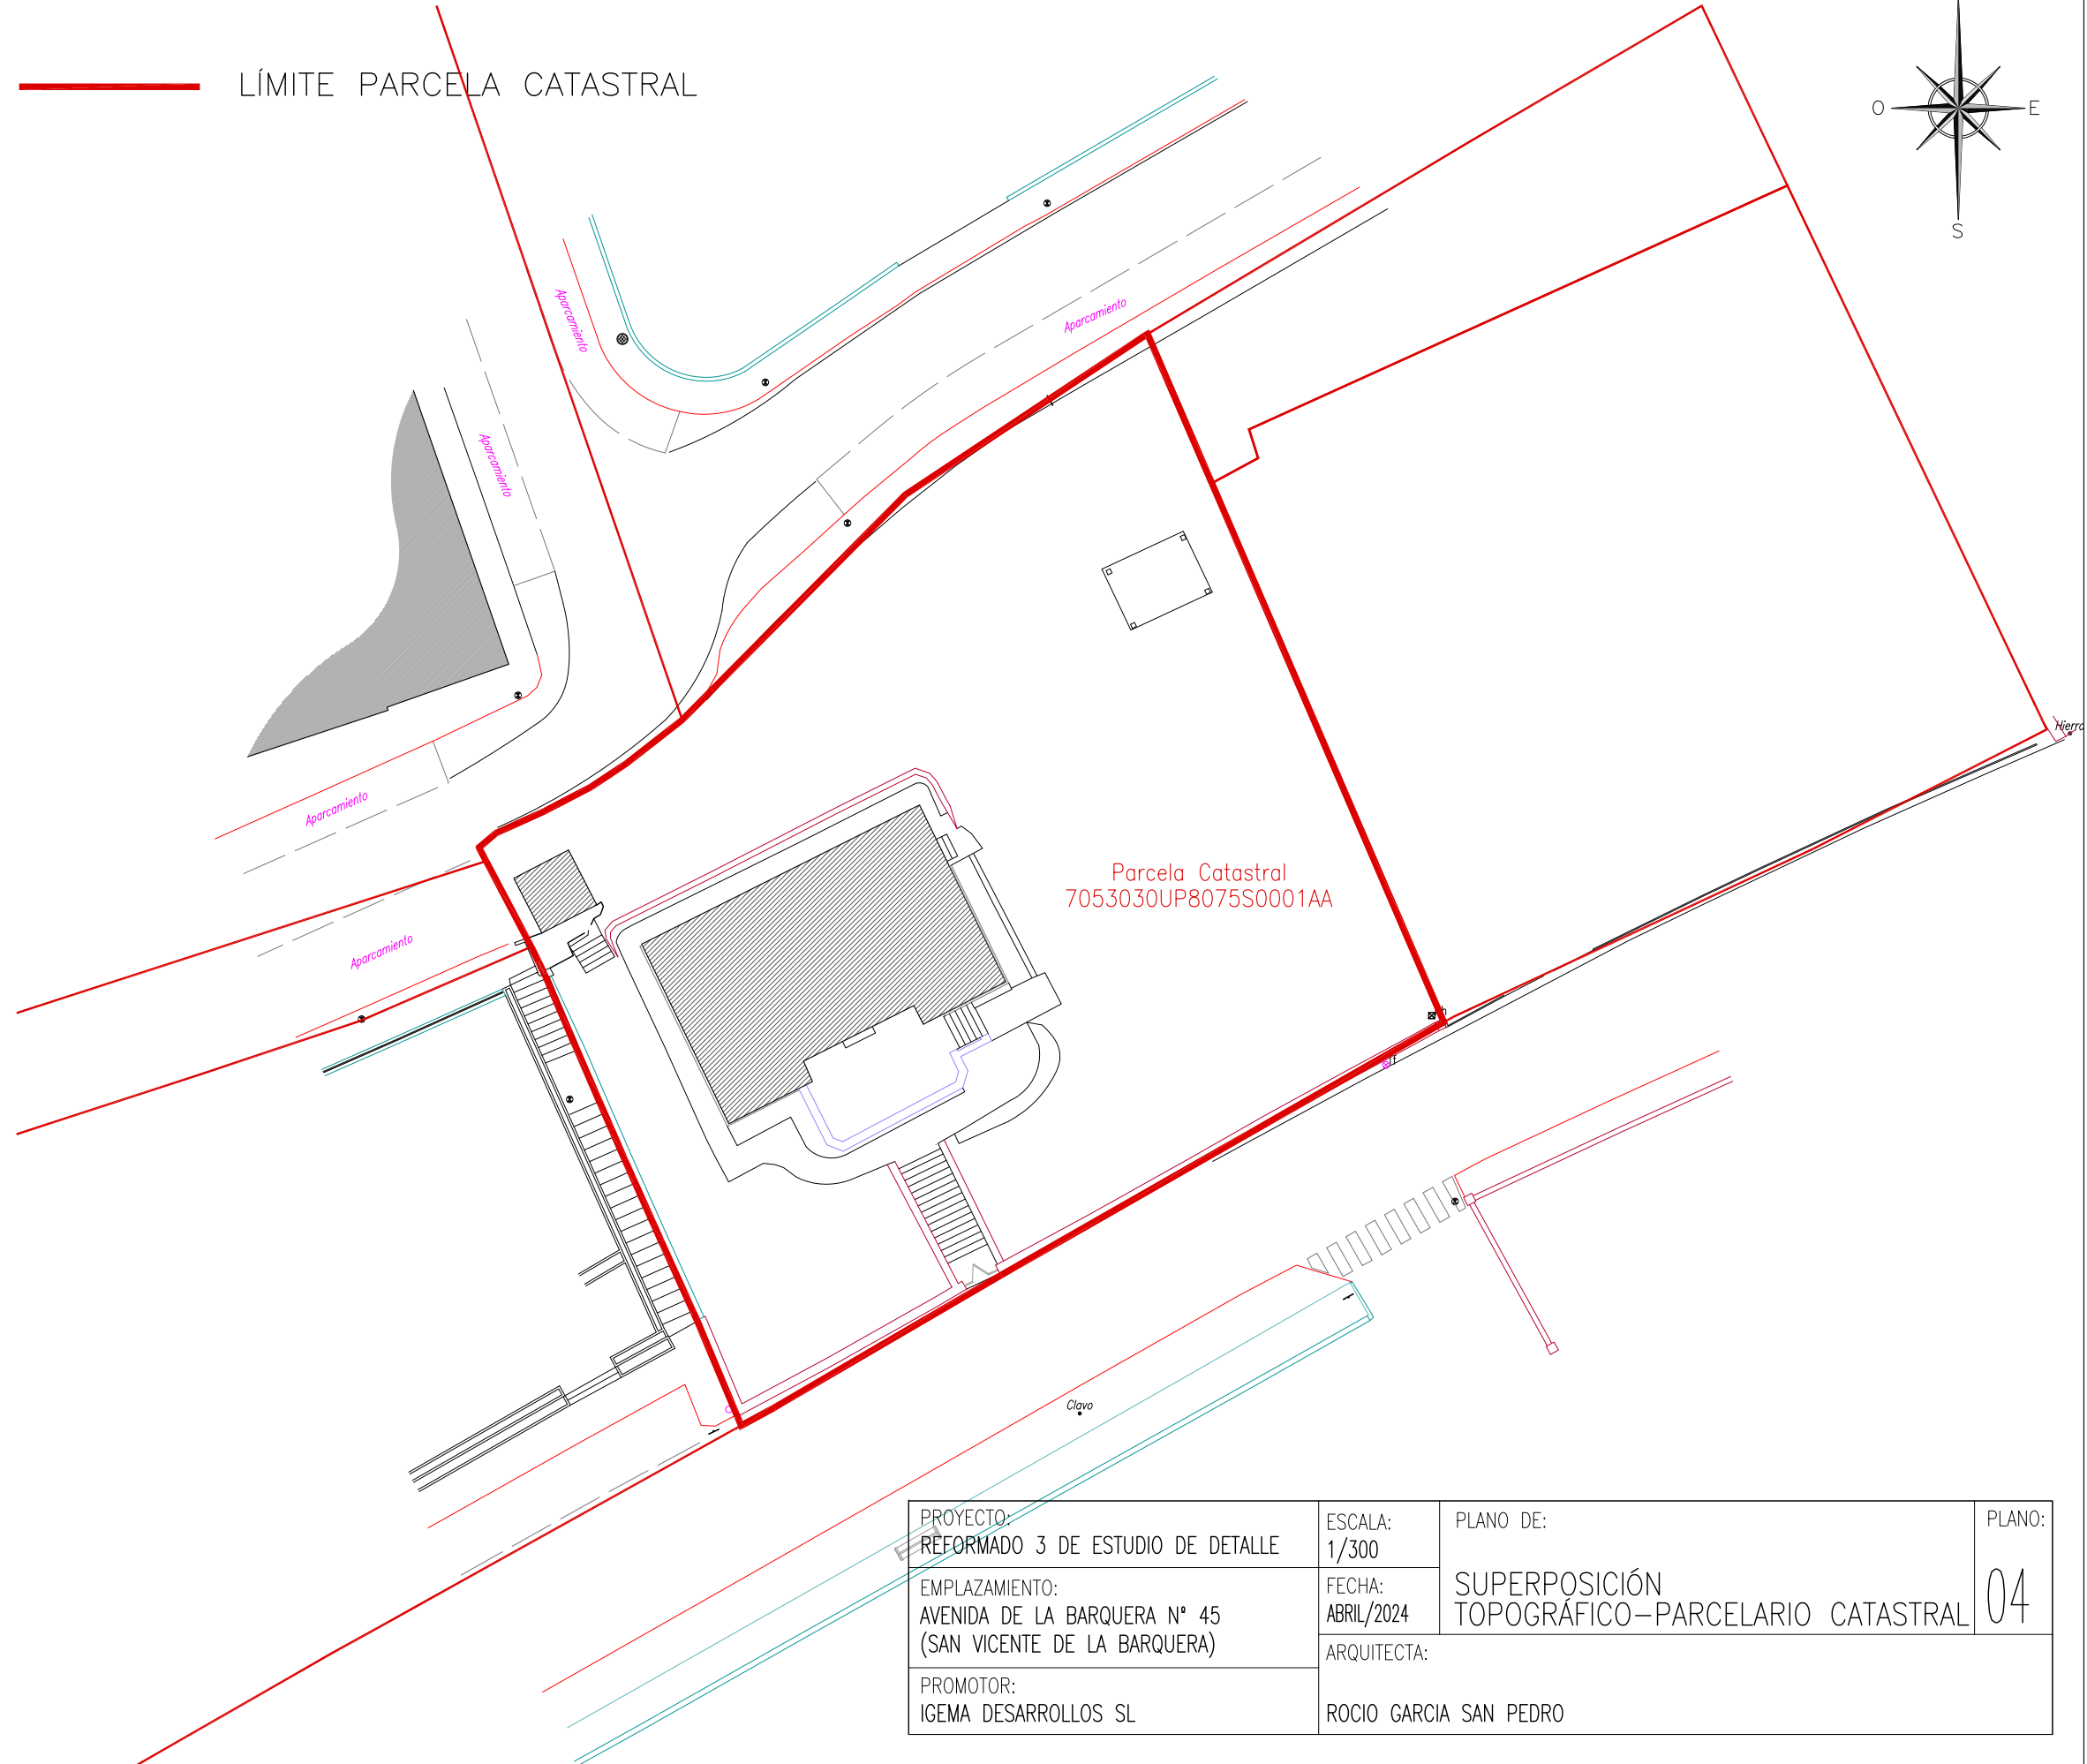 LÍMITE PARCELA CATASTRAL
O
E
S
Aparcamiento
Aparcamiento
Aparcamiento
Hierro
Aparcamiento
Parcela Catastral
7053030UP8075S0001AA
Aparcamiento
Clavo
PROYECTO:
REFORMADO 3 DE ESTUDIO DE DETALLE
EMPLAZAMIENTO:
AVENIDA DE LA BARQUERA Nº 45
(SAN VICENTE DE LA BARQUERA)
PROMOTOR:
IGEMA DESARROLLOS SL
ESCALA:
1/300
FECHA:
ABRIL/2024
PLANO DE:
SUPERPOSICIÓN
TOPOGRÁFICO-PARCELARIO CATASTRAL
PLANO:
04
ARQUITECTA:
ROCIO GARCIA SAN PEDRO